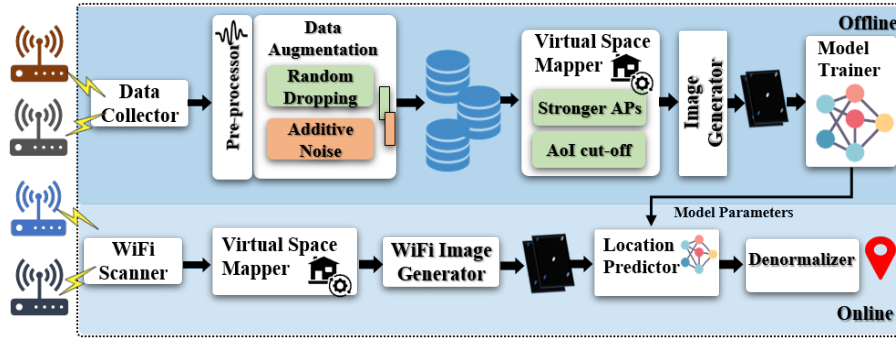 Offline
Data
Collector
Pre-processor
Data
Augmentation
Random
Dropping
Additive
Noise
Virtual Space
Mapper
Stronger APs
AoI cut-off
Image
Generator
Model
Trainer
Model Parameters
WiFi
Scanner
Virtual Space
Mapper
WiFi Image
Generator
Location
Predictor
Denormalizer
Online